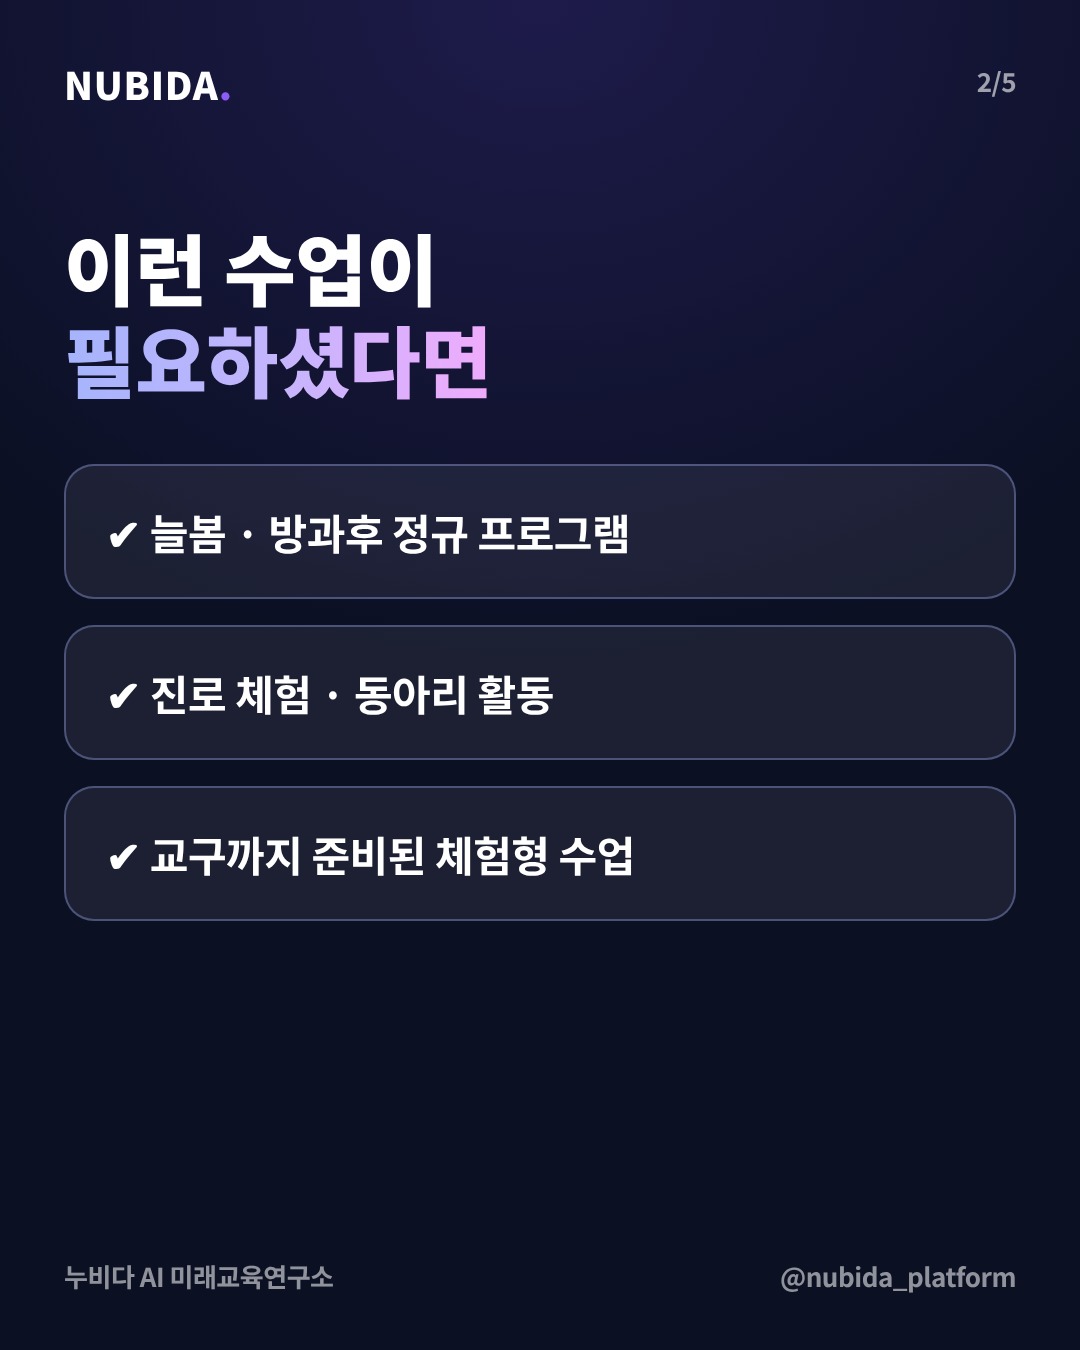 NUBIDA.
2/5
이런 수업이
필요하셨다면
✔ 늘봄 · 방과후 정규 프로그램
✔ 진로 체험 · 동아리 활동
✔ 교구까지 준비된 체험형 수업
누비다 AI 미래교육연구소
@nubida_platform